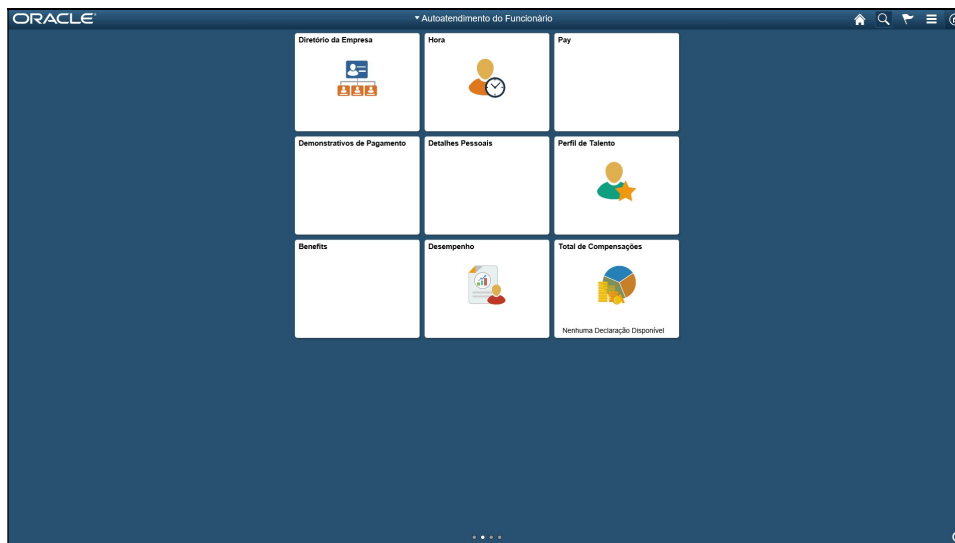 ORACLE
Autoatendimento do Funcionário
Diretório da Empresa
Hora
Pay
Demonstrativos de Pagamento
Detalhes Pessoais
Perfil de Talento
Benefits
Desempenho
Total de Compensações
Nenhuma Declaração Disponível